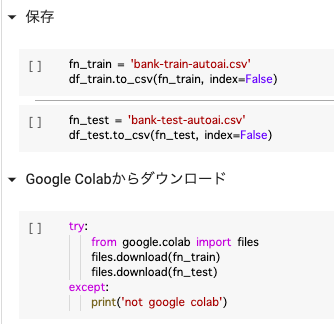 保存
[ ] fn_train = 'bank-train-autoai.csv'
df_train.to_csv(fn_train, index=False)
[ ] fn_test = 'bank-test-autoai.csv'
df_test.to_csv(fn_test, index=False)
Google Colabからダウンロード
[ ] try:
from google.colab import files
files.download(fn_train)
files.download(fn_test)
except:
print('not google colab')